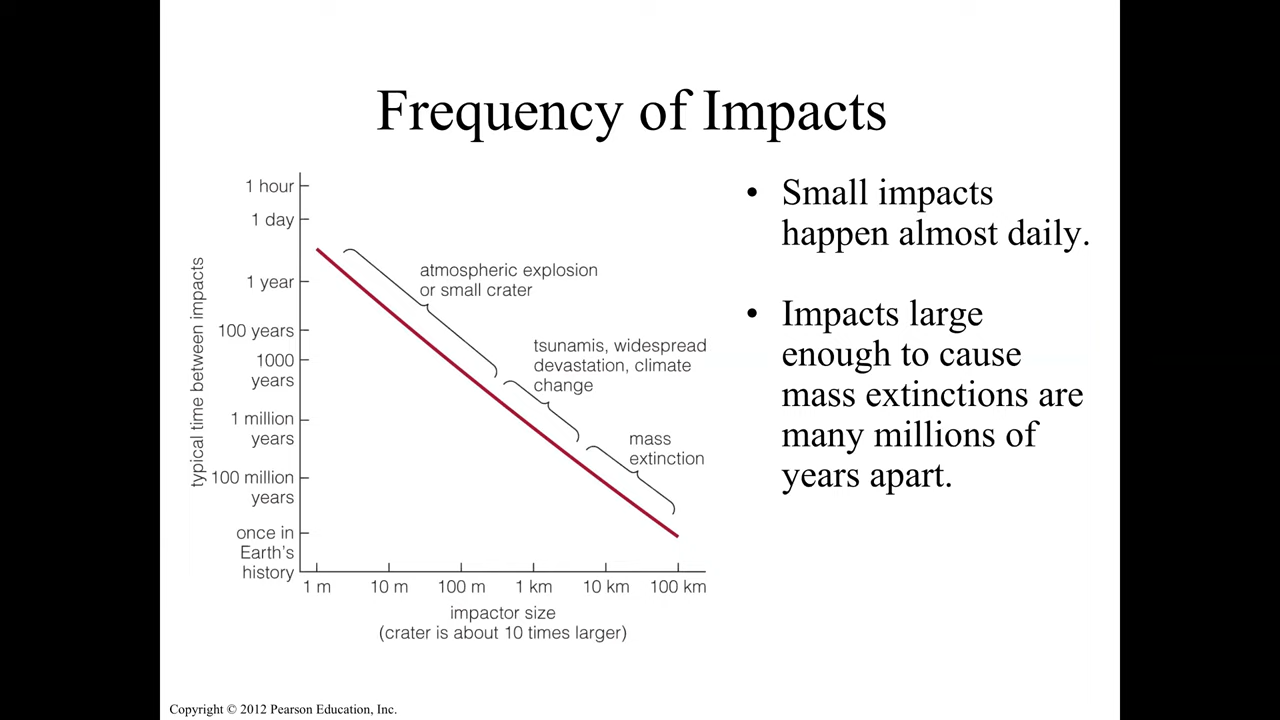 Frequency of Impacts
1 hour
1 day
1 year
100 years
1000
years
1 million
years
100 million
years
once in
Earth's
history
typical time between impacts
atmospheric explosion
or small crater
tsunamis, widespread
devastation, climate
change
mass
extinction
1 m 10 m 100 m 1 km 10 km 100 km
impactor size
(crater is about 10 times larger)
• Small impacts
happen almost daily.
• Impacts large
enough to cause
mass extinctions are
many millions of
years apart.
Copyright © 2012 Pearson Education, Inc.